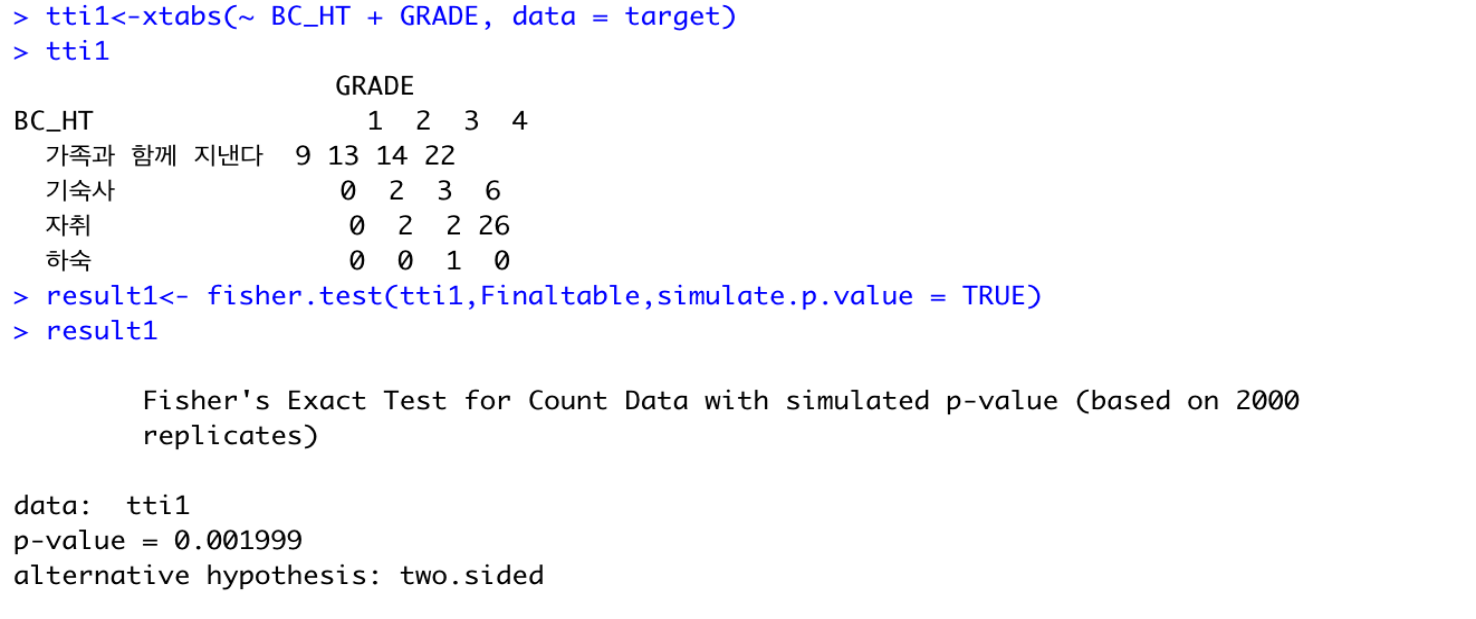 > tti1<-xtabs(~ BC_HT + GRADE, data = target)
> tti1
GRADE
BC_HT 1 2 3 4
가족과 함께 지낸다 9 13 14 22
기숙사 0 2 3 6
자취 0 2 2 26
하숙 0 0 1 0
> result1<- fisher.test(tti1,Finaltable,simulate.p.value = TRUE)
> result1
Fisher's Exact Test for Count Data with simulated p-value (based on 2000
replicates)
data: tti1
p-value = 0.001999
alternative hypothesis: two.sided